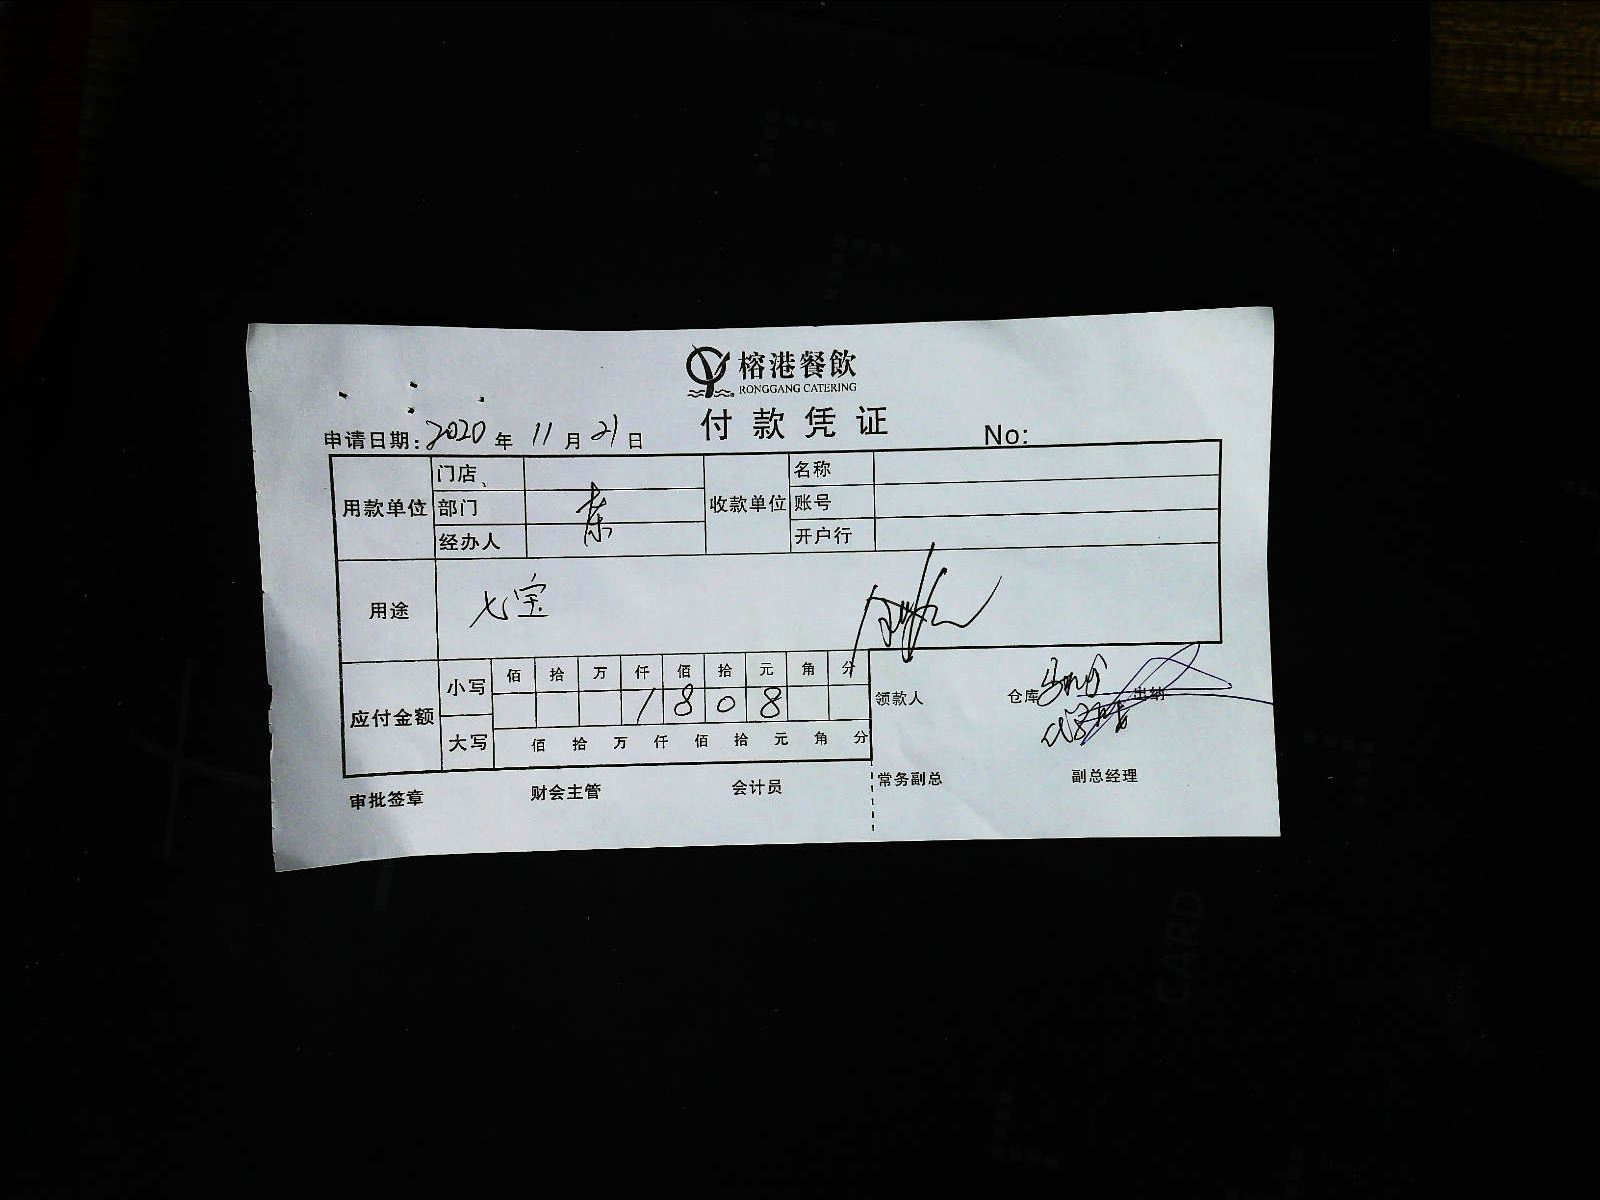 榕港餐飲
RONGGANG CATERING
付款凭证
申请日期: 2020 年 11 月 21 日
No:
用款单位 门店、 收款单位 名称
部门 账号
经办人 开户行
用途 七宝
应付金额 小写 佰 拾 万 仟 佰 拾 元 角 分
1 8 0 8
大写 佰 拾 万 仟 佰 拾 元 角 分
领款人 仓库 出纳
审批签章 财会主管 会计员 常务副总 副总经理
CARD